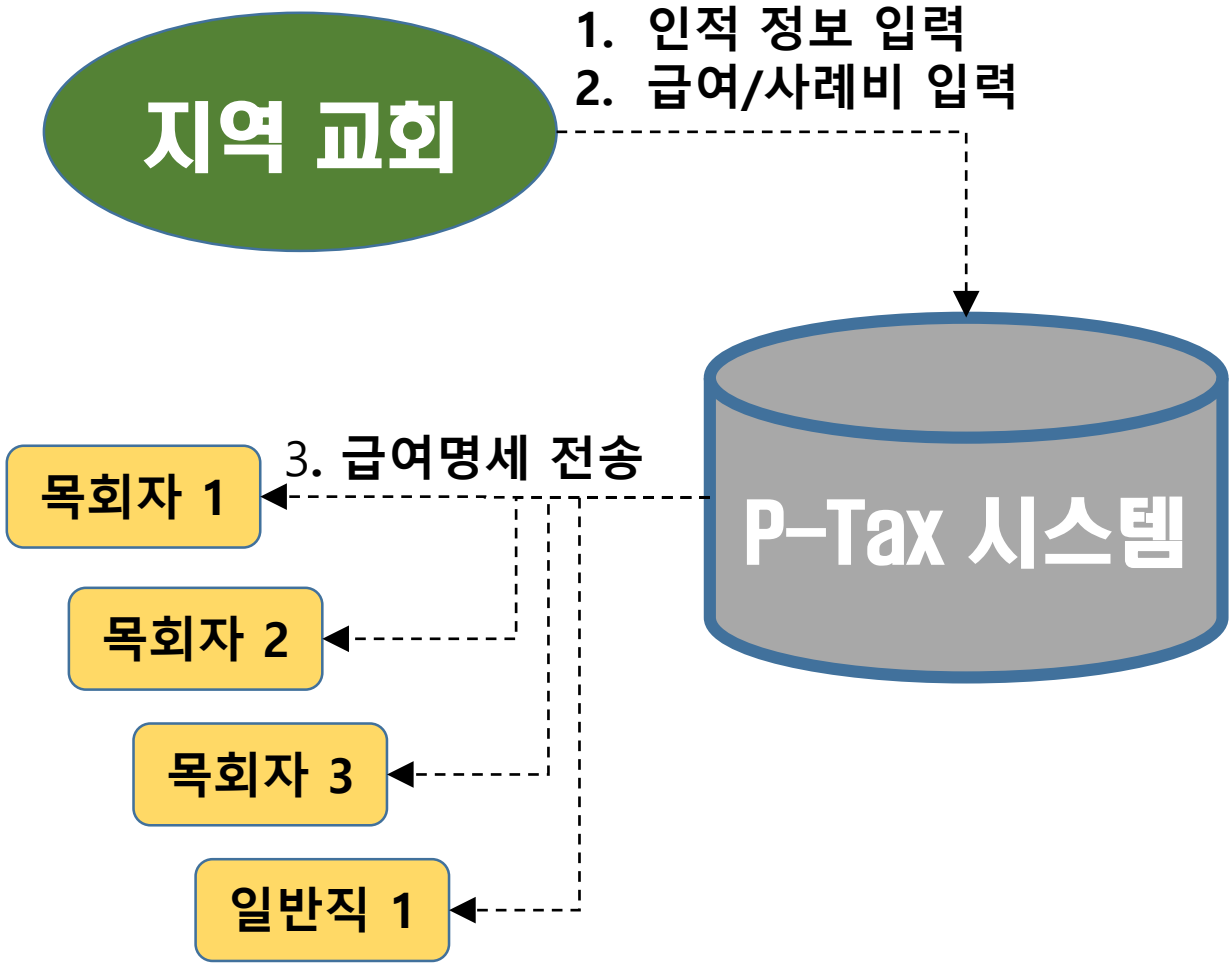 1. 인적 정보 입력
2. 급여/사례비 입력
지역 교회
3. 급여명세 전송
목회자 1
P-Tax 시스템
목회자 2
목회자 3
일반직 1